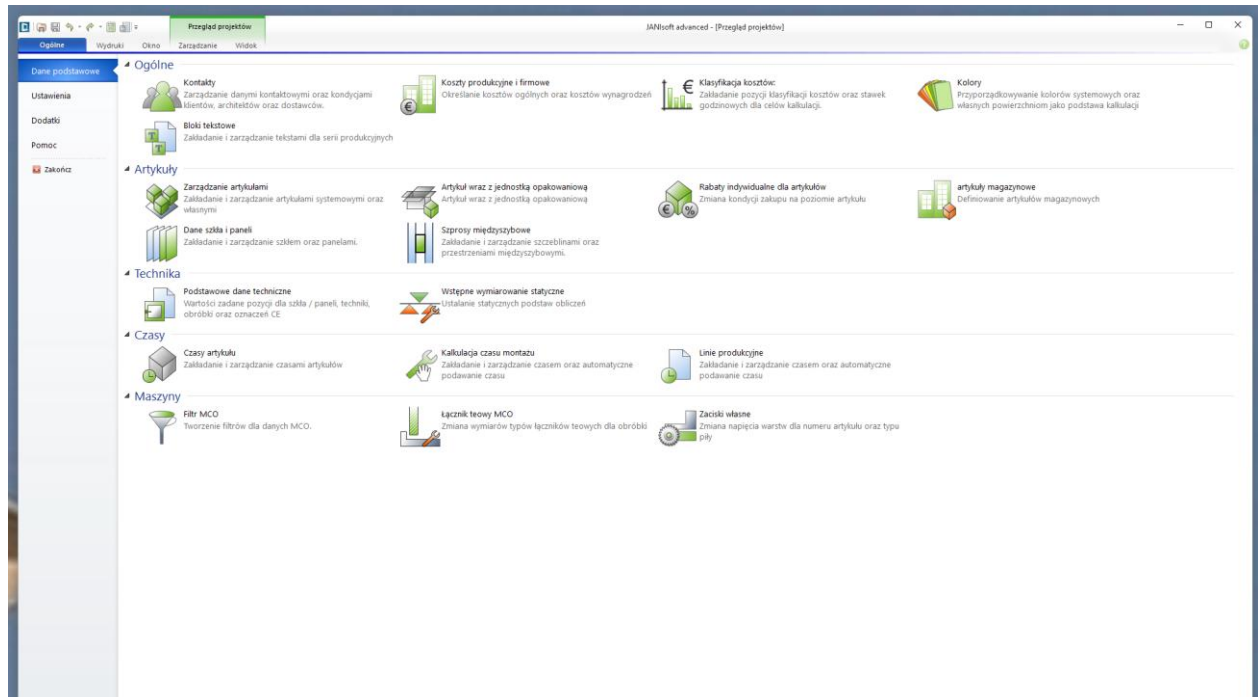 Przegląd projektów
JANIsoft advanced - [Przegląd projektów]
Ogólne
Wydruki
Okno
Zarządzanie
Widok
Dane podstawowe
Ustawienia
Dodatki
Pomoc
Zakończ
Ogólne
Kontakty
Zarządzanie danymi kontaktowymi oraz kondycjami
klientów, architektów oraz dostawców.
Koszty produkcyjne i firmowe
Określanie kosztów ogólnych oraz kosztów wynagrodzeń
Klasyfikacja kosztów:
Zakładanie pozycji klasyfikacji kosztów oraz stawek
godzinowych dla celów kalkulacji.
Kolory
Przyporządkowywanie kolorów systemowych oraz
własnych powierzchniom jako podstawa kalkulacji
Bloki tekstowe
Zakładanie i zarządzanie tekstami dla serii produkcyjnych
Artykuły
Zarządzanie artykułami
Zakładanie i zarządzanie artykułami systemowymi oraz
własnymi
Artykuł wraz z jednostką opakowaniową
Artykuł wraz z jednostką opakowaniową
Rabaty indywidualne dla artykułów
Zmiana kondycji zakupu na poziomie artykułu
artykuły magazynowe
Definiowanie artykułów magazynowych
Dane szkła i paneli
Zakładanie i zarządzanie szkłem oraz panelami.
Szprosy międzyszybowe
Zakładanie i zarządzanie szczeblinami oraz
przestrzeniami międzyszybowymi.
Technika
Podstawowe dane techniczne
Wartości zadane pozycji dla szkła / paneli, techniki,
obróbki oraz oznaczeń CE
Wstępne wymiarowanie statyczne
Ustalanie statycznych podstaw obliczeń
Czasy
Czasy artykułu
Zakładanie i zarządzanie czasami artykułów
Kalkulacja czasu montażu
Zakładanie i zarządzanie czasem oraz automatyczne
podawanie czasu
Linie produkcyjne
Zakładanie i zarządzanie czasem oraz automatyczne
podawanie czasu
Maszyny
Filtr MCO
Tworzenie filtrów dla danych MCO.
Łącznik teowy MCO
Zmiana wymiarów typów łączników teowych dla obróbki
Zaciski własne
Zmiana napięcia warstw dla numeru artykułu oraz typu
piły